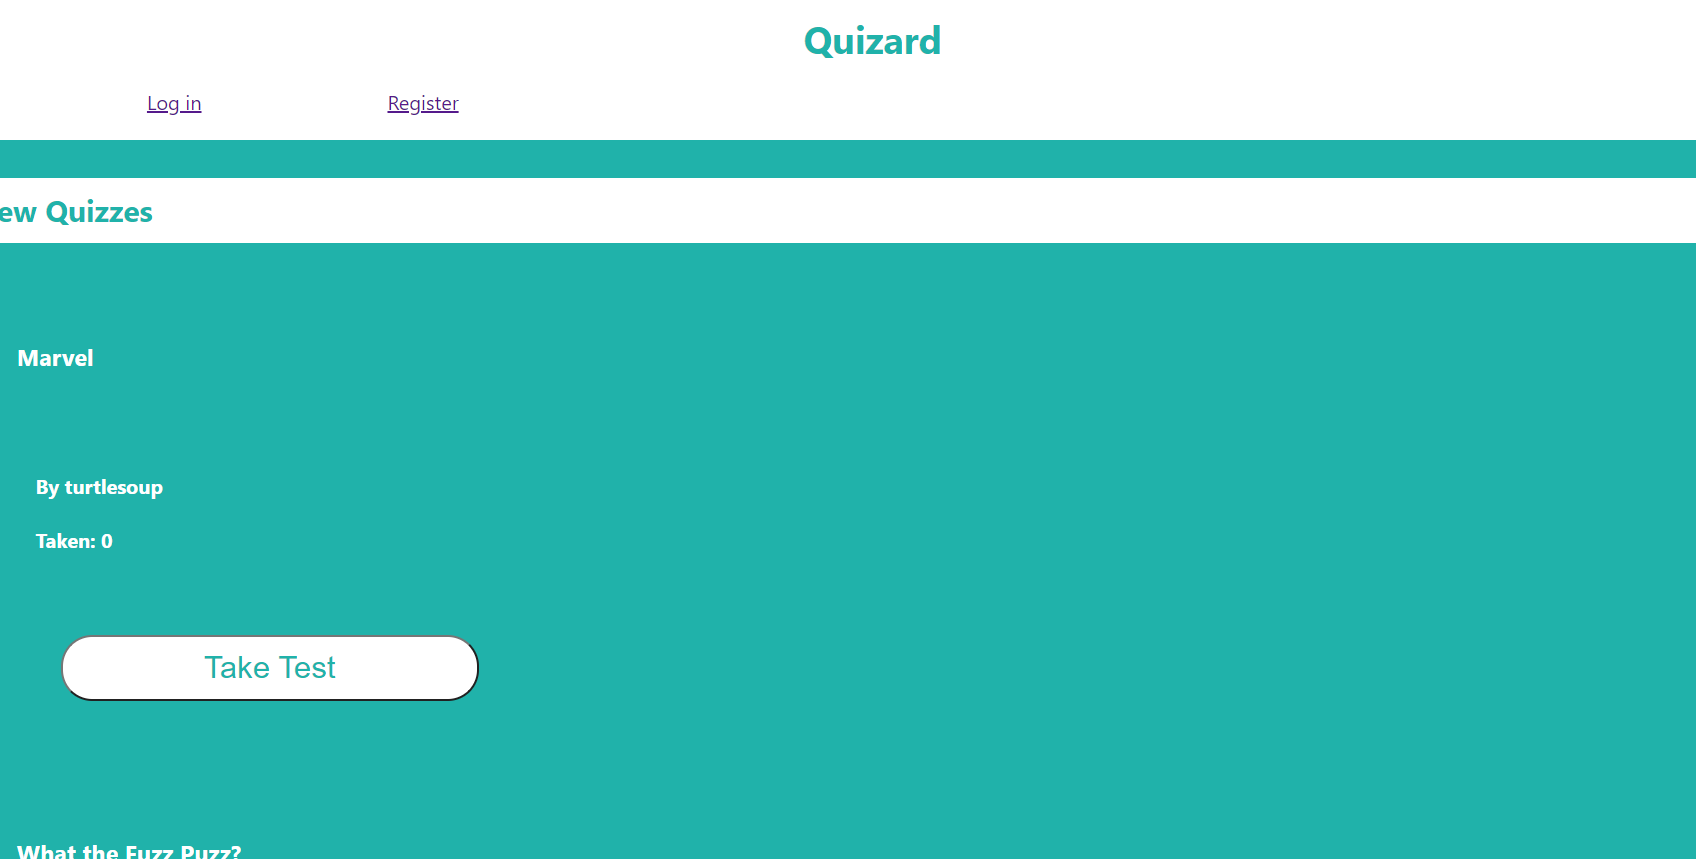 Quizard
Log in Register
ew Quizzes
Marvel
By turtlesoup
Taken: 0
Take Test
What the Fuzz Puzz?